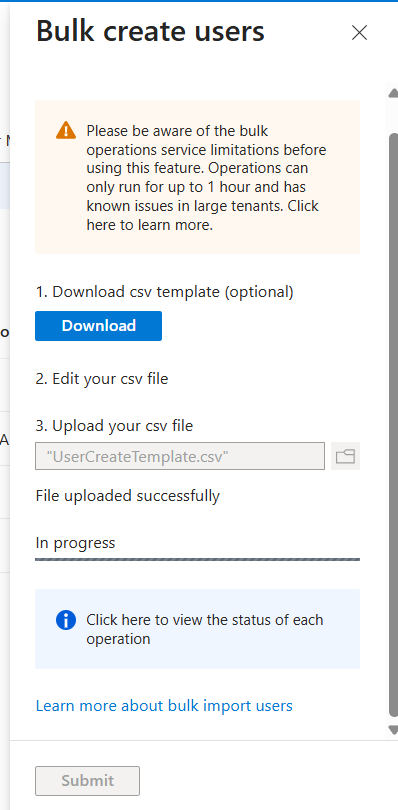 Bulk create users
Please be aware of the bulk
operations service limitations before
using this feature. Operations can
only run for up to 1 hour and has
known issues in large tenants. Click
here to learn more.
1. Download csv template (optional)
Download
2. Edit your csv file
3. Upload your csv file
"UserCreateTemplate.csv"
File uploaded successfully
In progress
Click here to view the status of each
operation
Learn more about bulk import users
Submit